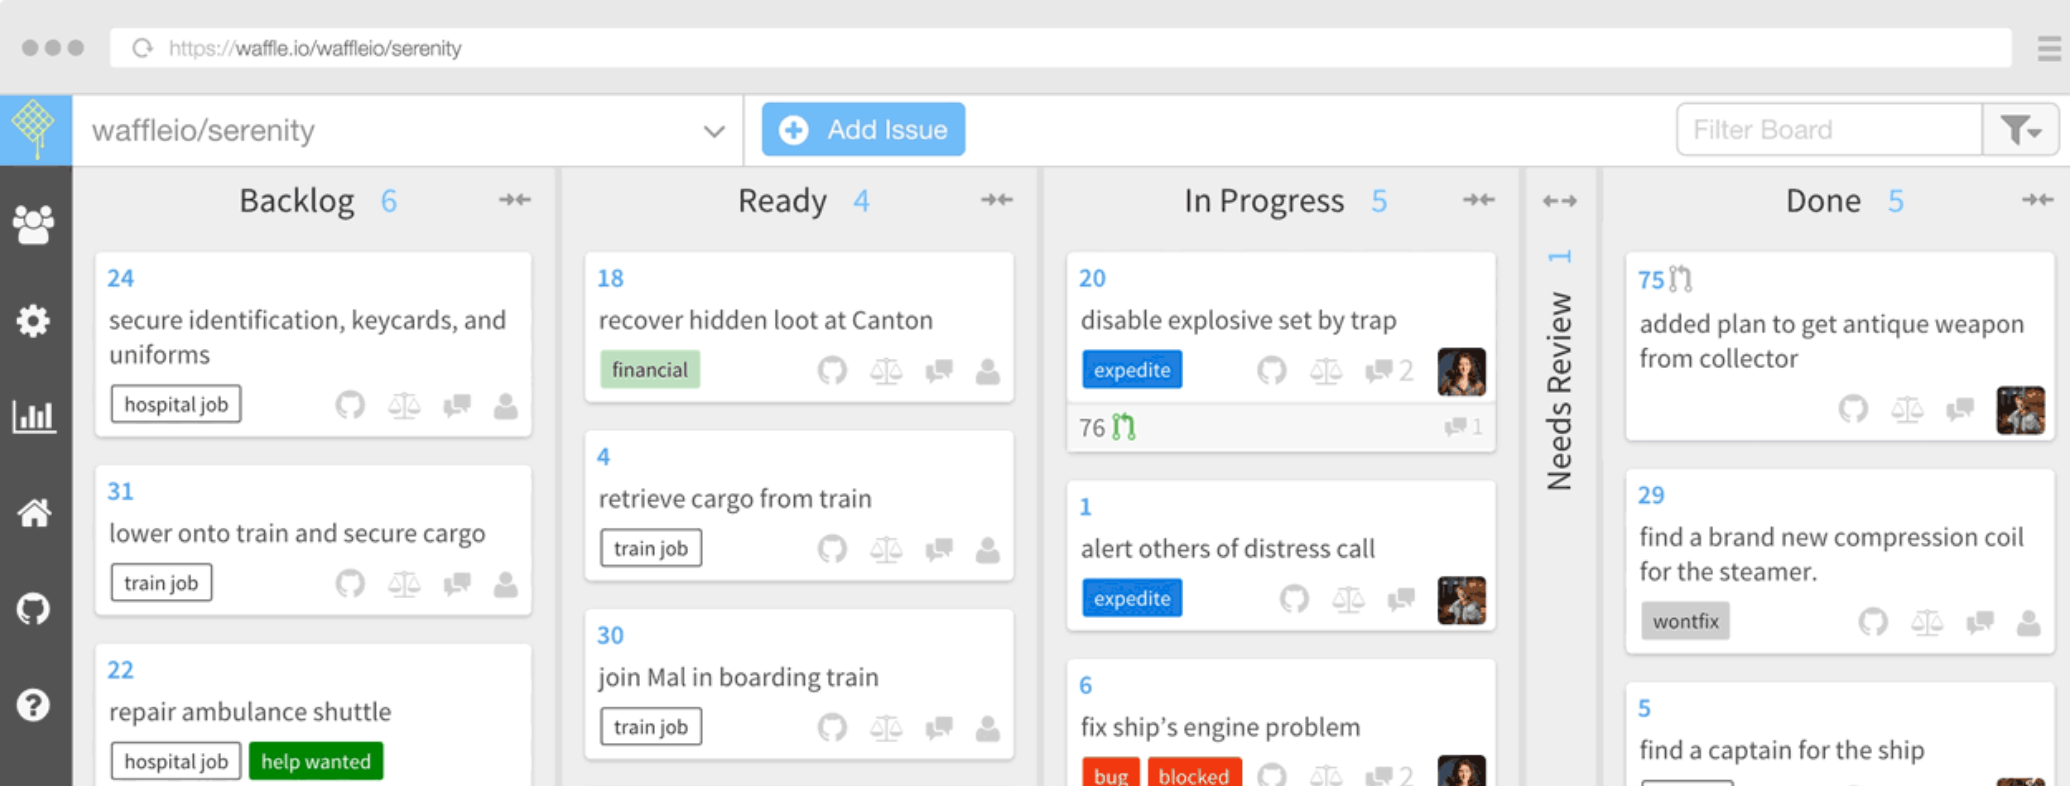 https://waffle.io/waffleio/serenity
waffleio/serenity
Add Issue
Filter Board
Backlog 6
24
secure identification, keycards, and
uniforms
hospital job
31
lower onto train and secure cargo
train job
22
repair ambulance shuttle
hospital job help wanted
Ready 4
18
recover hidden loot at Canton
financial
4
retrieve cargo from train
train job
30
join Mal in boarding train
train job
In Progress 5
20
disable explosive set by trap
expedite 2
76 1
1
alert others of distress call
expedite
6
fix ship’s engine problem
bug blocked 2
Needs Review 1
Done 5
75
added plan to get antique weapon
from collector
29
find a brand new compression coil
for the steamer.
wontfix
5
find a captain for the ship